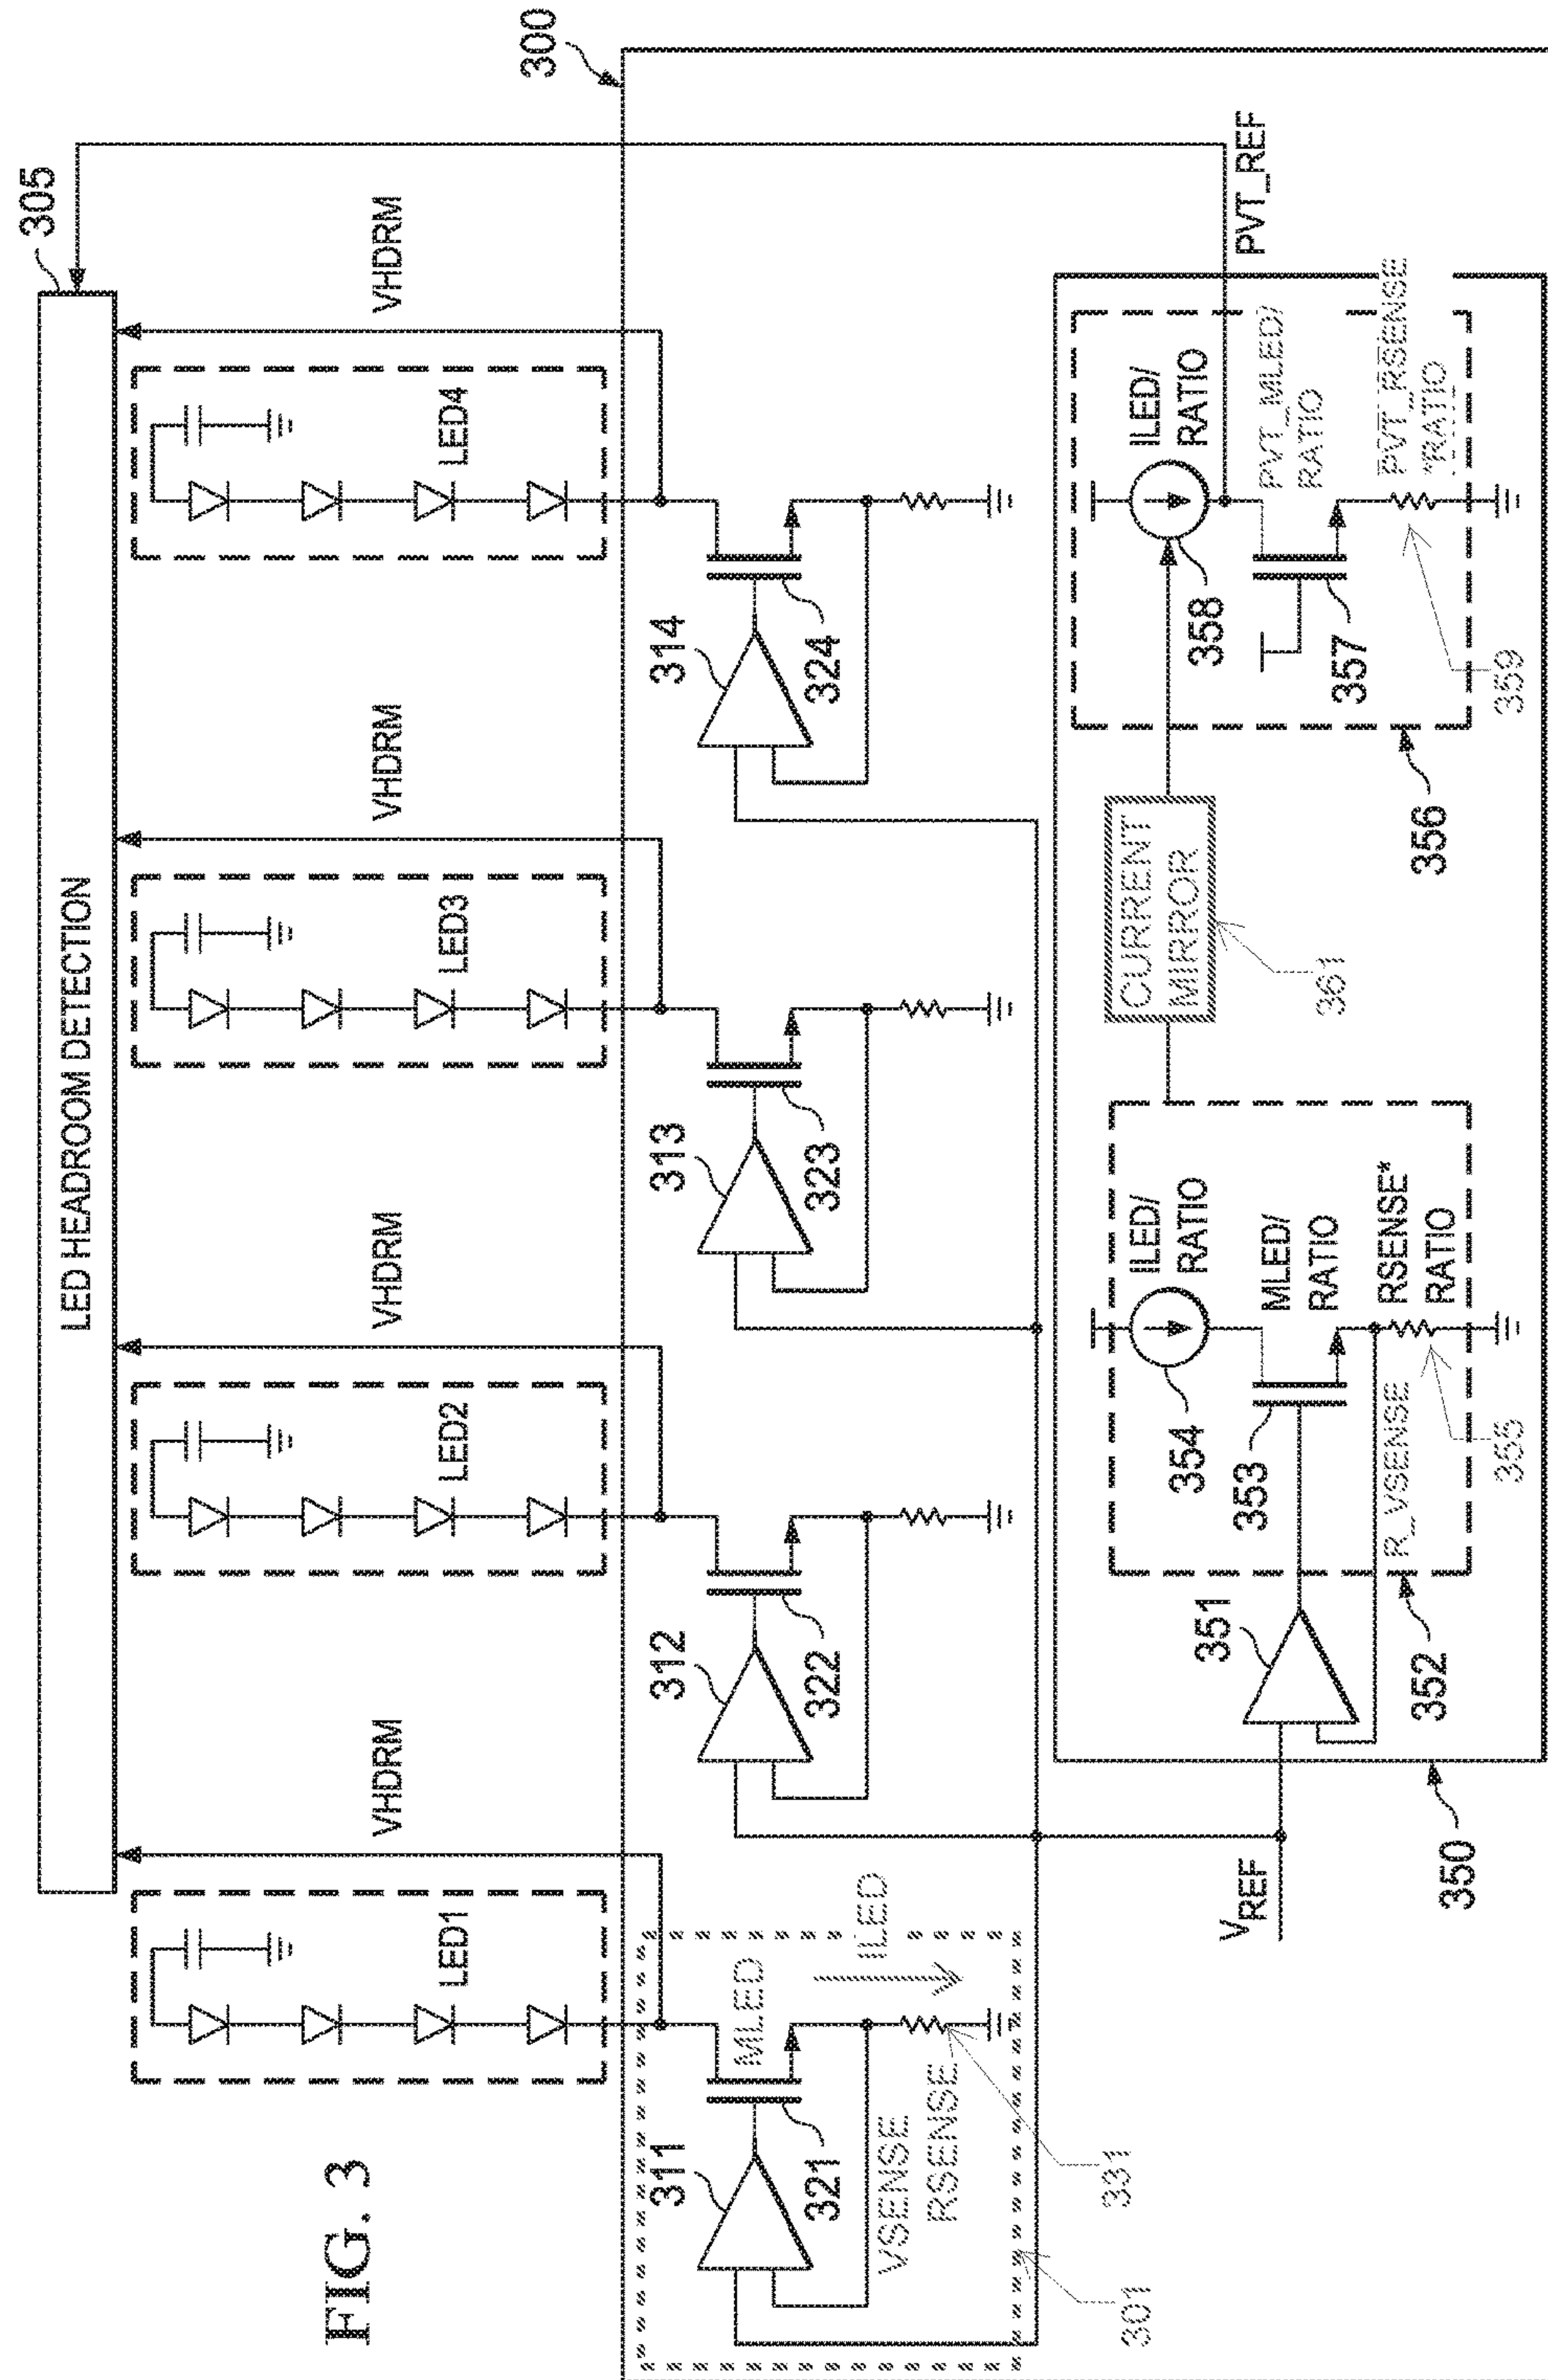 FIG. 3
LED HEADROOM DETECTION
305
300
VHDRM
VHDRM
VHDRM
VHDRM
LED1
LED2
LED3
LED4
311
321
MLED
ILED
VSENSE
RSENSE
331
301
312
322
313
323
314
324
VREF
350
351
352
353
354
ILED/
RATIO
MLED/
RATIO
RSENSE*
RATIO
R_VSENSE
355
CURRENT
MIRROR
361
356
358
357
359
ILED/
RATIO
PVT_MLED/
RATIO
PVT_RSENSE
*RATIO
PVT_REF